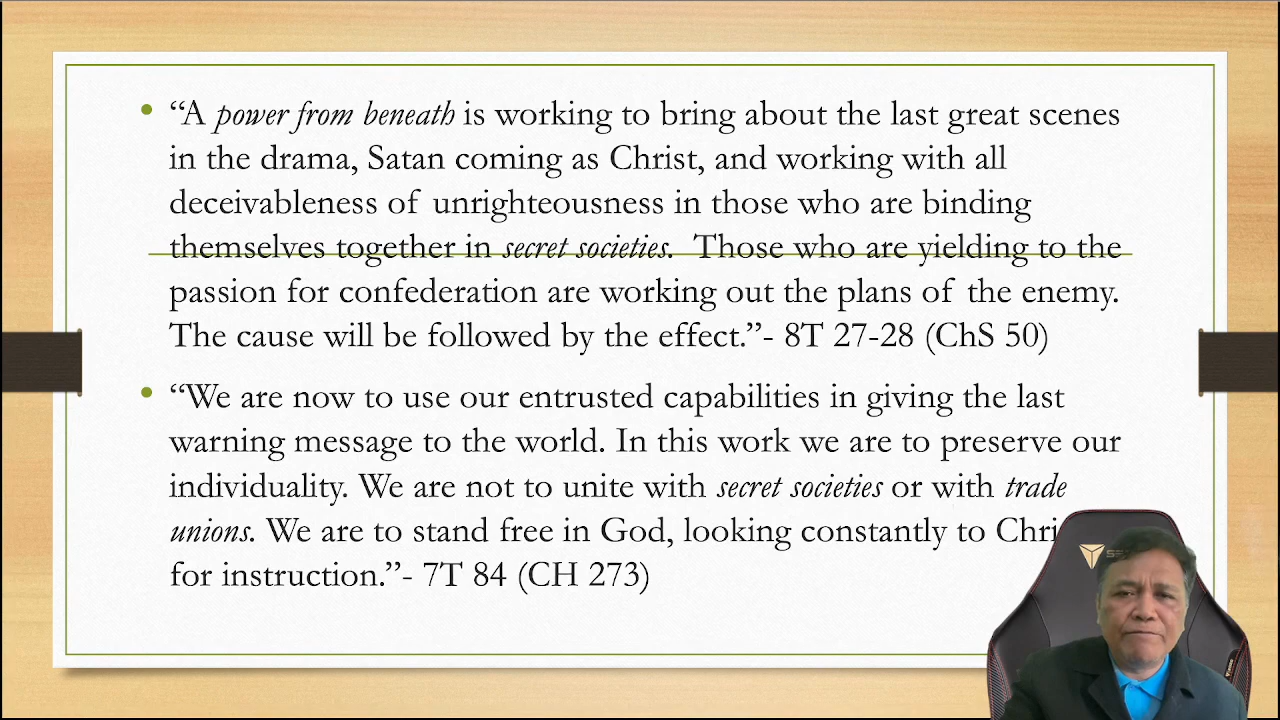 “A power from beneath is working to bring about the last great scenes
in the drama, Satan coming as Christ, and working with all
deceivableness of unrighteousness in those who are binding
themselves together in secret societies. Those who are yielding to the
passion for confederation are working out the plans of the enemy.
The cause will be followed by the effect.”- 8T 27-28 (ChS 50)
“We are now to use our entrusted capabilities in giving the last
warning message to the world. In this work we are to preserve our
individuality. We are not to unite with secret societies or with trade
unions. We are to stand free in God, looking constantly to Chri
for instruction.”- 7T 84 (CH 273)